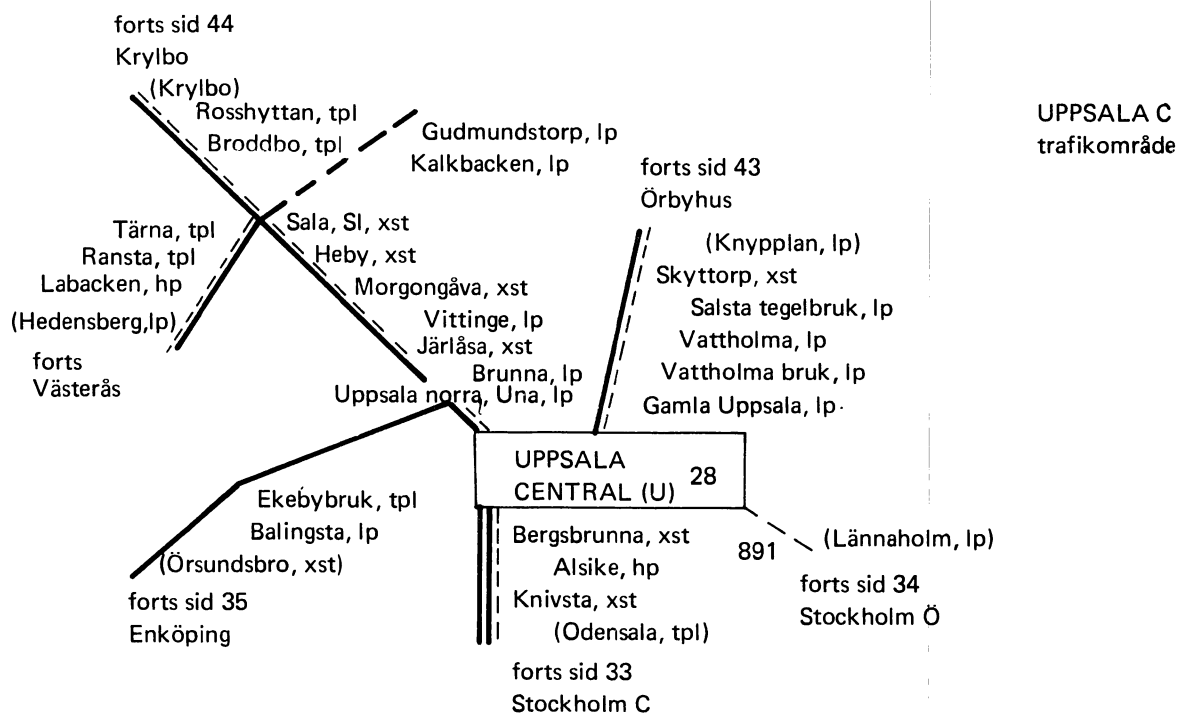 forts sid 44
Krylbo
(Krylbo)
Rosshyttan, tpl
Broddbo, tpl
Gudmundstorp, lp
Kalkbacken, lp
UPPSALA C
trafikområde
forts sid 43
Örbyhus
Tärna, tpl
Ransta, tpl
Labacken, hp
(Hedensberg,lp)
forts
Västerås
Sala, Sl, xst
Heby, xst
Morgongåva, xst
Vittinge, lp
Järlåsa, xst
Brunna, lp
Uppsala norra, Una, lp
(Knypplan, lp)
Skyttorp, xst
Salsta tegelbruk, lp
Vattholma, lp
Vattholma bruk, lp
Gamla Uppsala, lp
UPPSALA
CENTRAL (U) 28
Ekebybruk, tpl
Balingsta, lp
(Örsundsbro, xst)
forts sid 35
Enköping
Bergsbrunna, xst
Alsike, hp
Knivsta, xst
(Odensala, tpl)
forts sid 33
Stockholm C
891
(Lännaholm, lp)
forts sid 34
Stockholm Ö